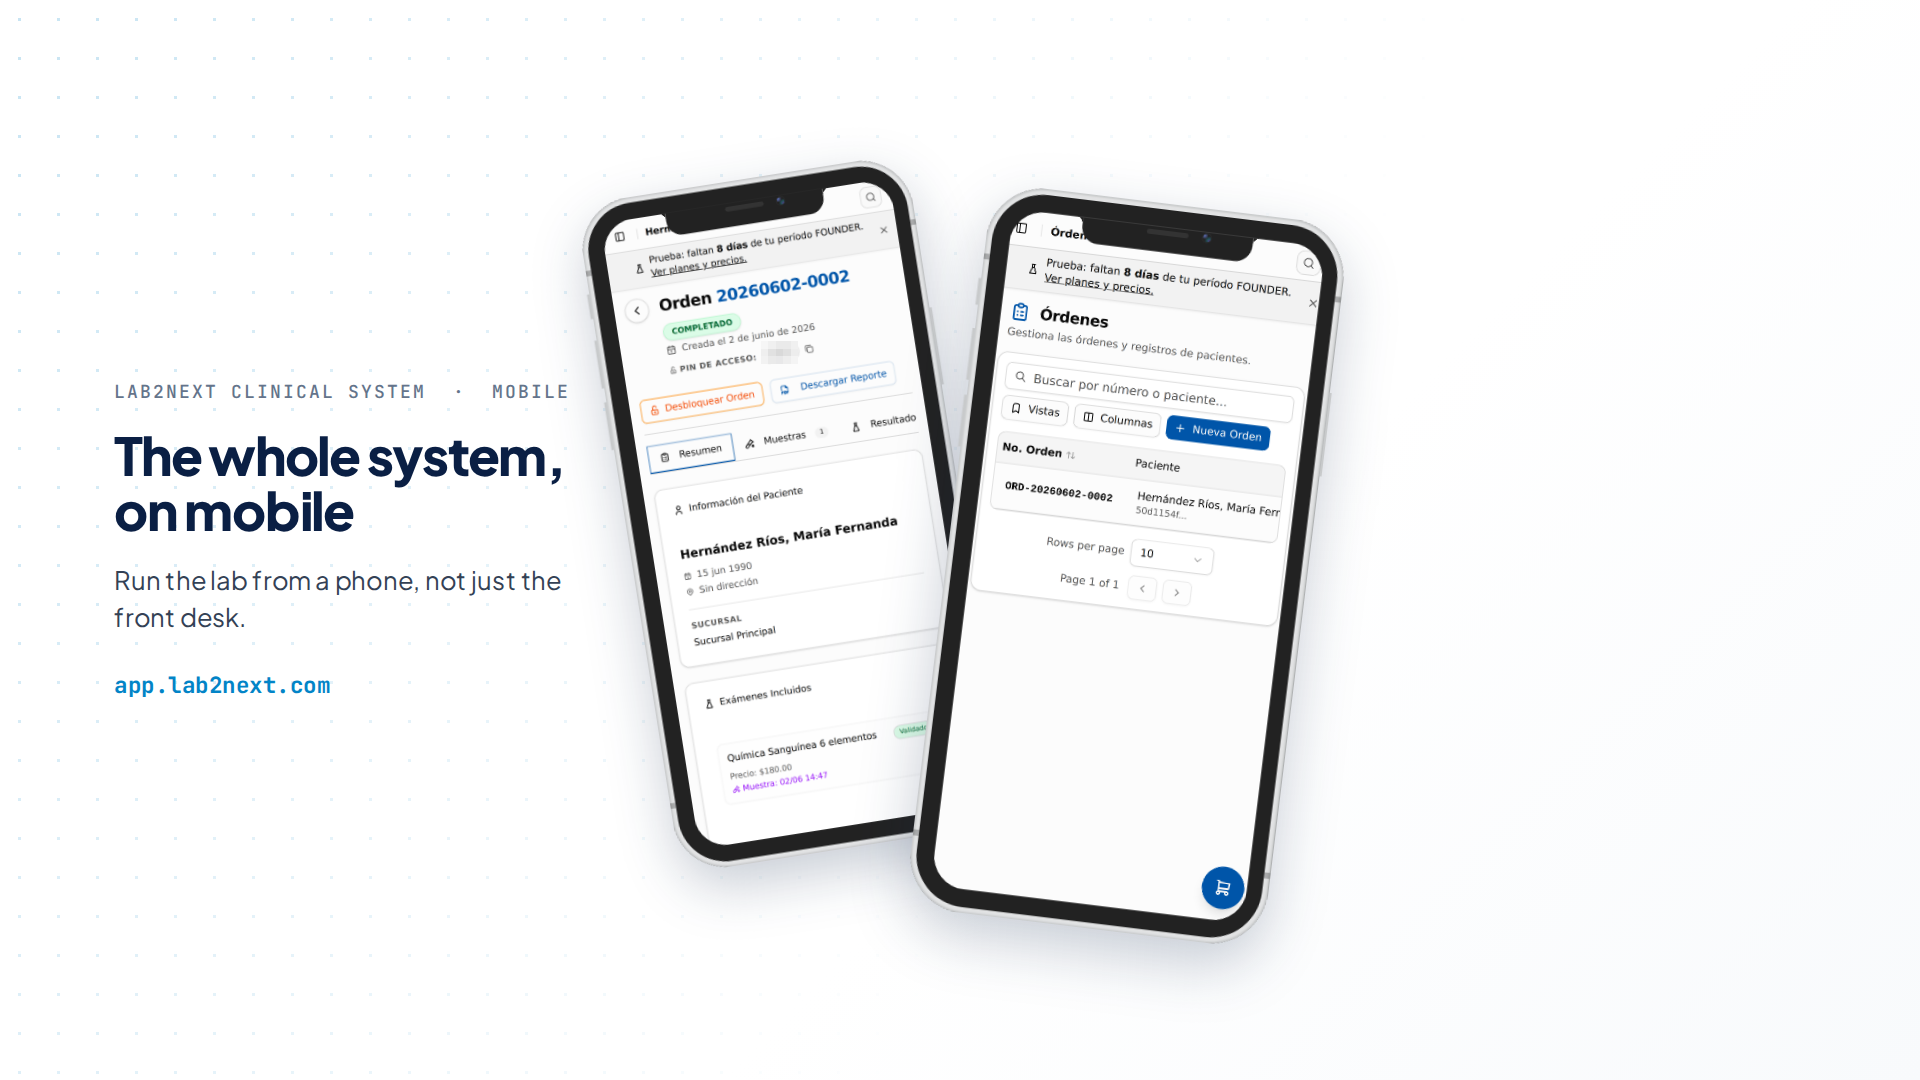 LAB2NEXT CLINICAL SYSTEM · MOBILE
The whole system,
on mobile
Run the lab from a phone, not just the
front desk.
app.lab2next.com
Prueba: faltan 8 días de tu período FOUNDER.
Ver planes y precios.
Orden 20260602-0002
COMPLETADO
Creada el 2 de junio de 2026
PIN DE ACCESO:
Desbloquear Orden
Descargar Reporte
Resumen
Muestras 1
Resultado
Información del Paciente
Hernández Ríos, María Fernanda
15 jun 1990
Sin dirección
SUCURSAL
Sucursal Principal
Exámenes Incluidos
Química Sanguínea 6 elementos
Precio: $180.00
Muestra: 02/06 14:47
Prueba: faltan 8 días de tu período FOUNDER.
Ver planes y precios.
Órdenes
Gestiona las órdenes y registros de pacientes.
Buscar por número o paciente...
Vistas
Columnas
+ Nueva Orden
No. Orden
Paciente
ORD-20260602-0002
Hernández Ríos, María Fern
50d1154f...
Rows per page 10
Page 1 of 1